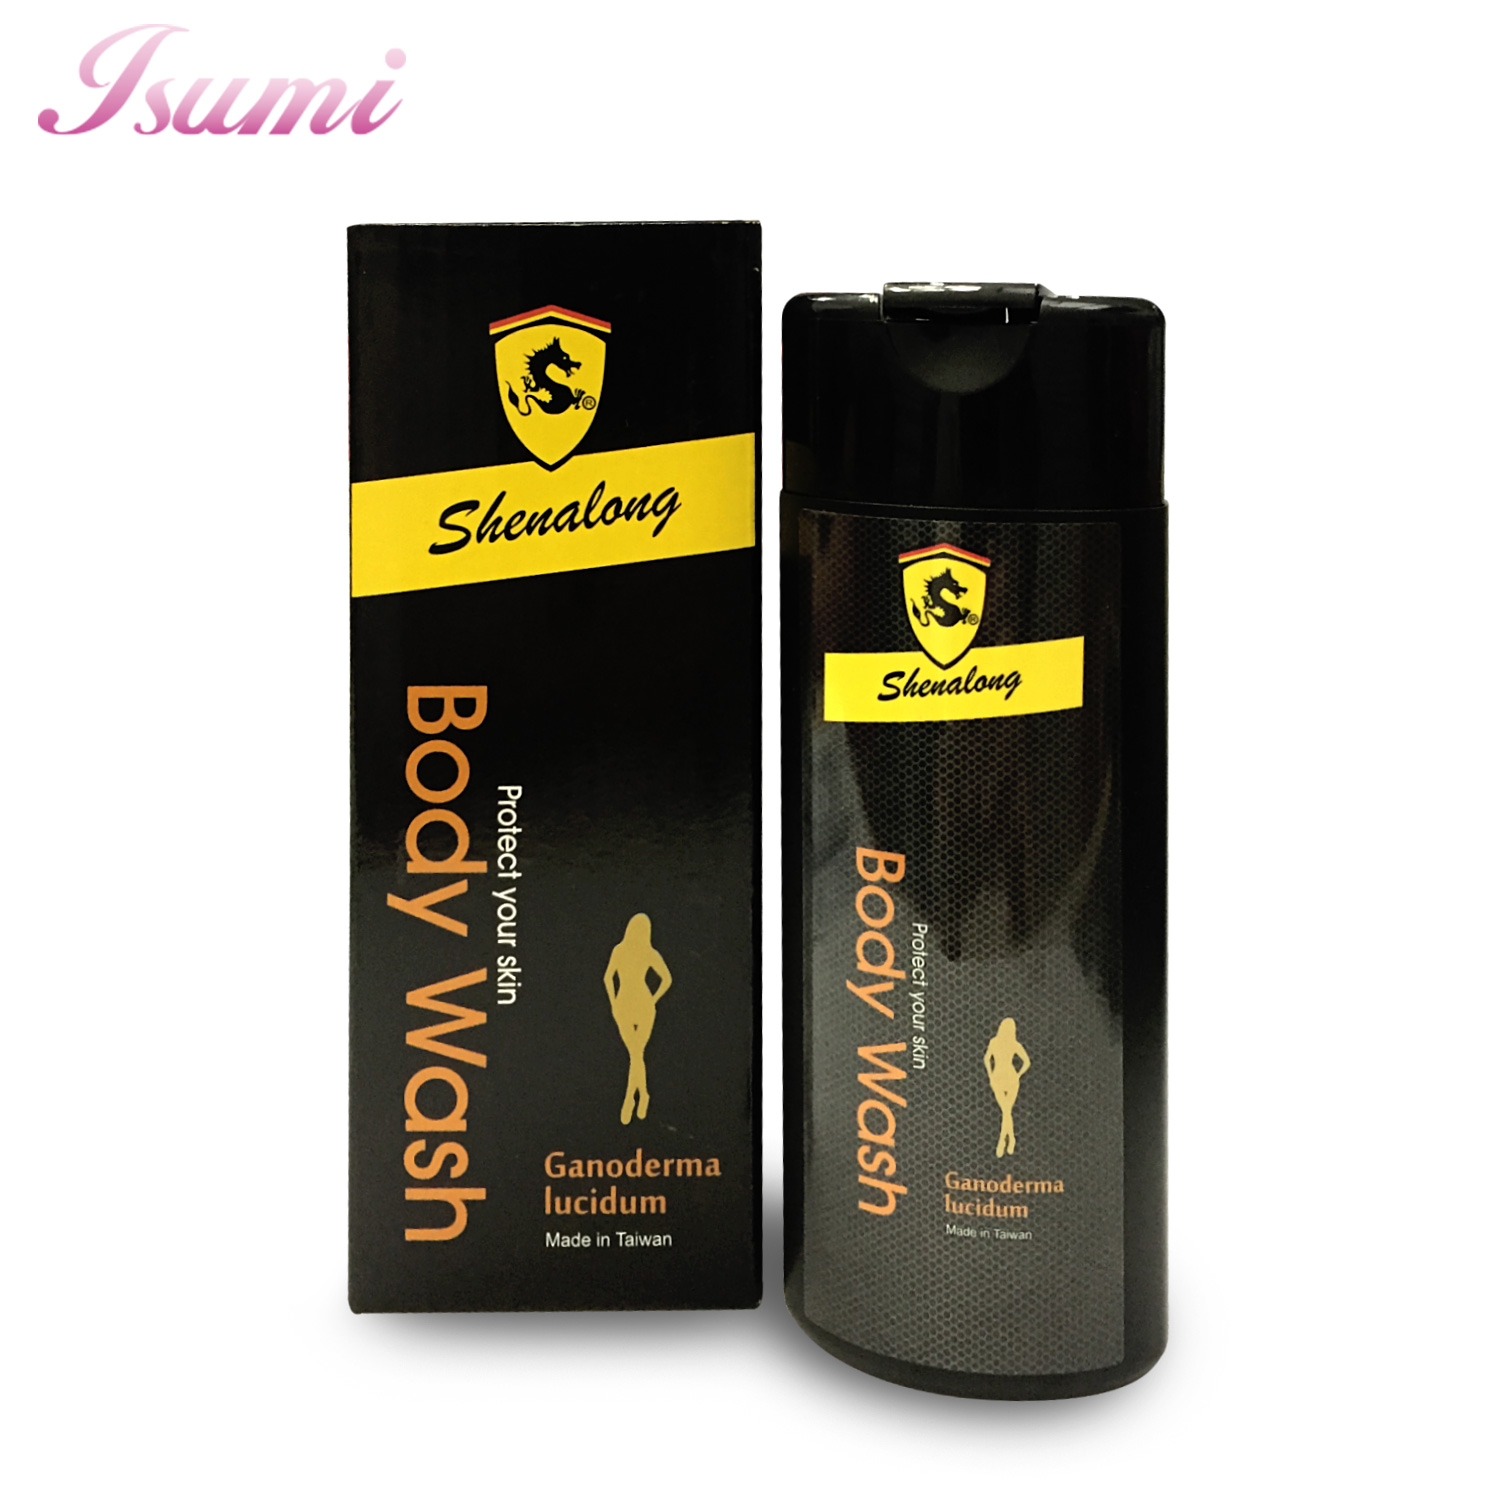 Isumi
Shenalong
Body Wash
Protect your skin
Ganoderma
lucidum
Made in Taiwan
®
Shenalong
Body Wash
Protect your skin
Ganoderma
lucidum
Made in Taiwan
®